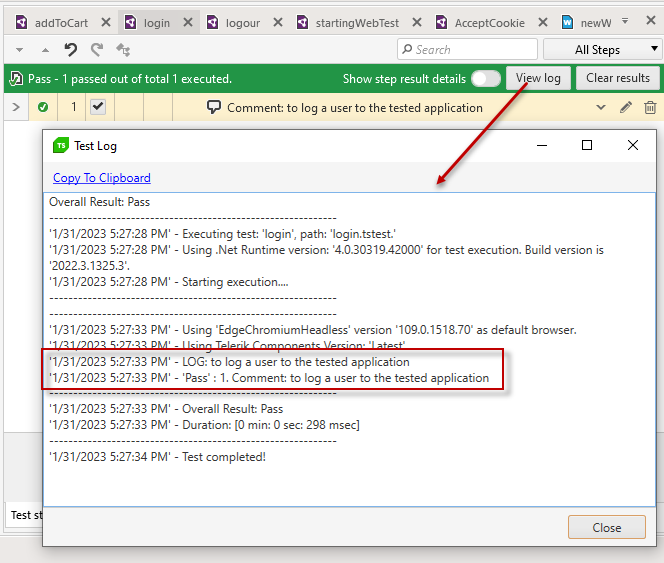 addToCart login logour startingWebTest AcceptCookie newW
Search All Steps
Pass - 1 passed out of total 1 executed. Show step result details View log Clear results
1 Comment: to log a user to the tested application
TS Test Log
Copy To Clipboard
Overall Result: Pass
------------------------------------------------------------
'1/31/2023 5:27:28 PM' - Executing test: 'login', path: 'login.tstest.'
'1/31/2023 5:27:28 PM' - Using .Net Runtime version: '4.0.30319.42000' for test execution. Build version is
'2022.3.1325.3'.
'1/31/2023 5:27:28 PM' - Starting execution....
------------------------------------------------------------
------------------------------------------------------------
'1/31/2023 5:27:33 PM' - Using 'EdgeChromiumHeadless' version '109.0.1518.70' as default browser.
'1/31/2023 5:27:33 PM' - Using Telerik Components Version: 'Latest'
'1/31/2023 5:27:33 PM' - LOG: to log a user to the tested application
'1/31/2023 5:27:33 PM' - 'Pass' : 1. Comment: to log a user to the tested application
------------------------------------------------------------
'1/31/2023 5:27:33 PM' - Overall Result: Pass
'1/31/2023 5:27:33 PM' - Duration: [0 min: 0 sec: 298 msec]
------------------------------------------------------------
'1/31/2023 5:27:34 PM' - Test completed!
Test st
Close